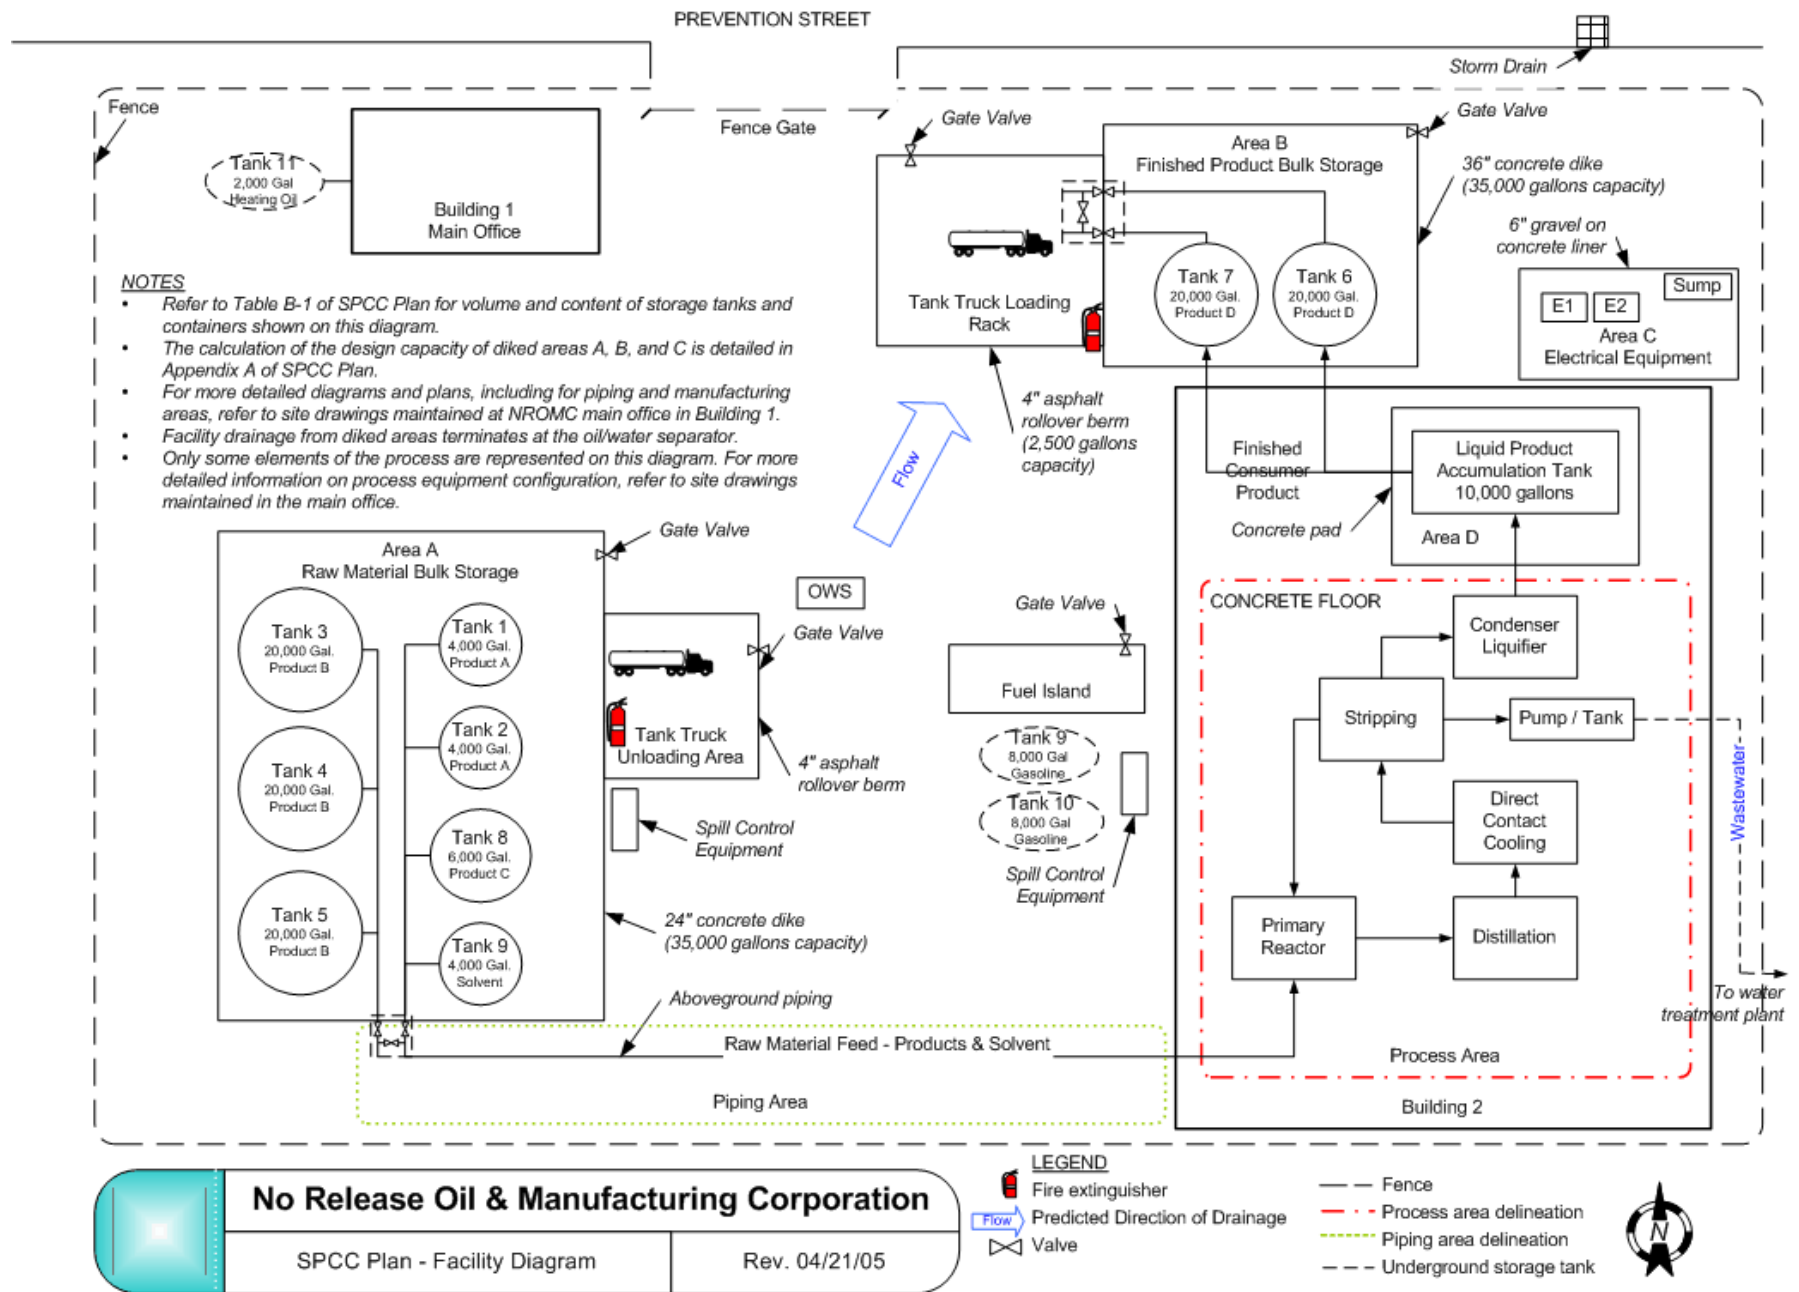 PREVENTION STREET
Storm Drain
Fence
Fence Gate
Gate Valve
Gate Valve
Tank 11
2,000 Gal
Heating Oil
Building 1
Main Office
Area B
Finished Product Bulk Storage
36" concrete dike
(35,000 gallons capacity)
6" gravel on
concrete liner
Tank 7
20,000 Gal.
Product D
Tank 6
20,000 Gal.
Product D
Tank Truck Loading
Rack
Sump
E1
E2
Area C
Electrical Equipment
NOTES
• Refer to Table B-1 of SPCC Plan for volume and content of storage tanks and
containers shown on this diagram.
• The calculation of the design capacity of diked areas A, B, and C is detailed in
Appendix A of SPCC Plan.
• For more detailed diagrams and plans, including for piping and manufacturing
areas, refer to site drawings maintained at NROMC main office in Building 1.
• Facility drainage from diked areas terminates at the oil/water separator.
• Only some elements of the process are represented on this diagram. For more
detailed information on process equipment configuration, refer to site drawings
maintained in the main office.
4" asphalt
rollover berm
(2,500 gallons
capacity)
Flow
Finished
Consumer
Product
Liquid Product
Accumulation Tank
10,000 gallons
Concrete pad
Area D
Gate Valve
Area A
Raw Material Bulk Storage
OWS
Gate Valve
Gate Valve
CONCRETE FLOOR
Tank 3
20,000 Gal.
Product B
Tank 1
4,000 Gal.
Product A
Condenser
Liquifier
Fuel Island
Stripping
Pump / Tank
Tank 2
4,000 Gal.
Product A
Tank Truck
Unloading Area
4" asphalt
rollover berm
Tank 9
8,000 Gal
Gasoline
Tank 4
20,000 Gal.
Product B
Tank 10
8,000 Gal
Gasoline
Direct
Contact
Cooling
Wastewater
Tank 8
6,000 Gal.
Product C
Spill Control
Equipment
Spill Control
Equipment
Tank 5
20,000 Gal.
Product B
24" concrete dike
(35,000 gallons capacity)
Primary
Reactor
Distillation
Tank 9
4,000 Gal.
Solvent
Aboveground piping
To water
treatment plant
Raw Material Feed - Products & Solvent
Process Area
Piping Area
Building 2
No Release Oil & Manufacturing Corporation
SPCC Plan - Facility Diagram
Rev. 04/21/05
LEGEND
Fire extinguisher
Flow
Predicted Direction of Drainage
Valve
Fence
Process area delineation
Piping area delineation
Underground storage tank
N